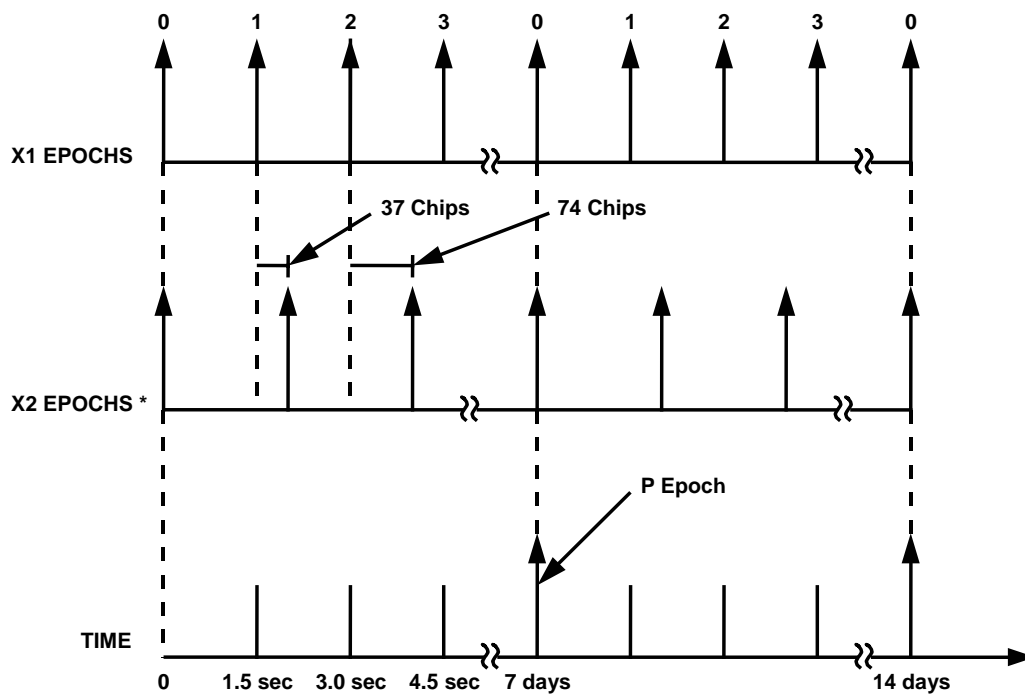 0 1 2 3 0 1 2 3 0
X1 EPOCHS
37 Chips 74 Chips
X2 EPOCHS *
P Epoch
TIME
0 1.5 sec 3.0 sec 4.5 sec 7 days 14 days